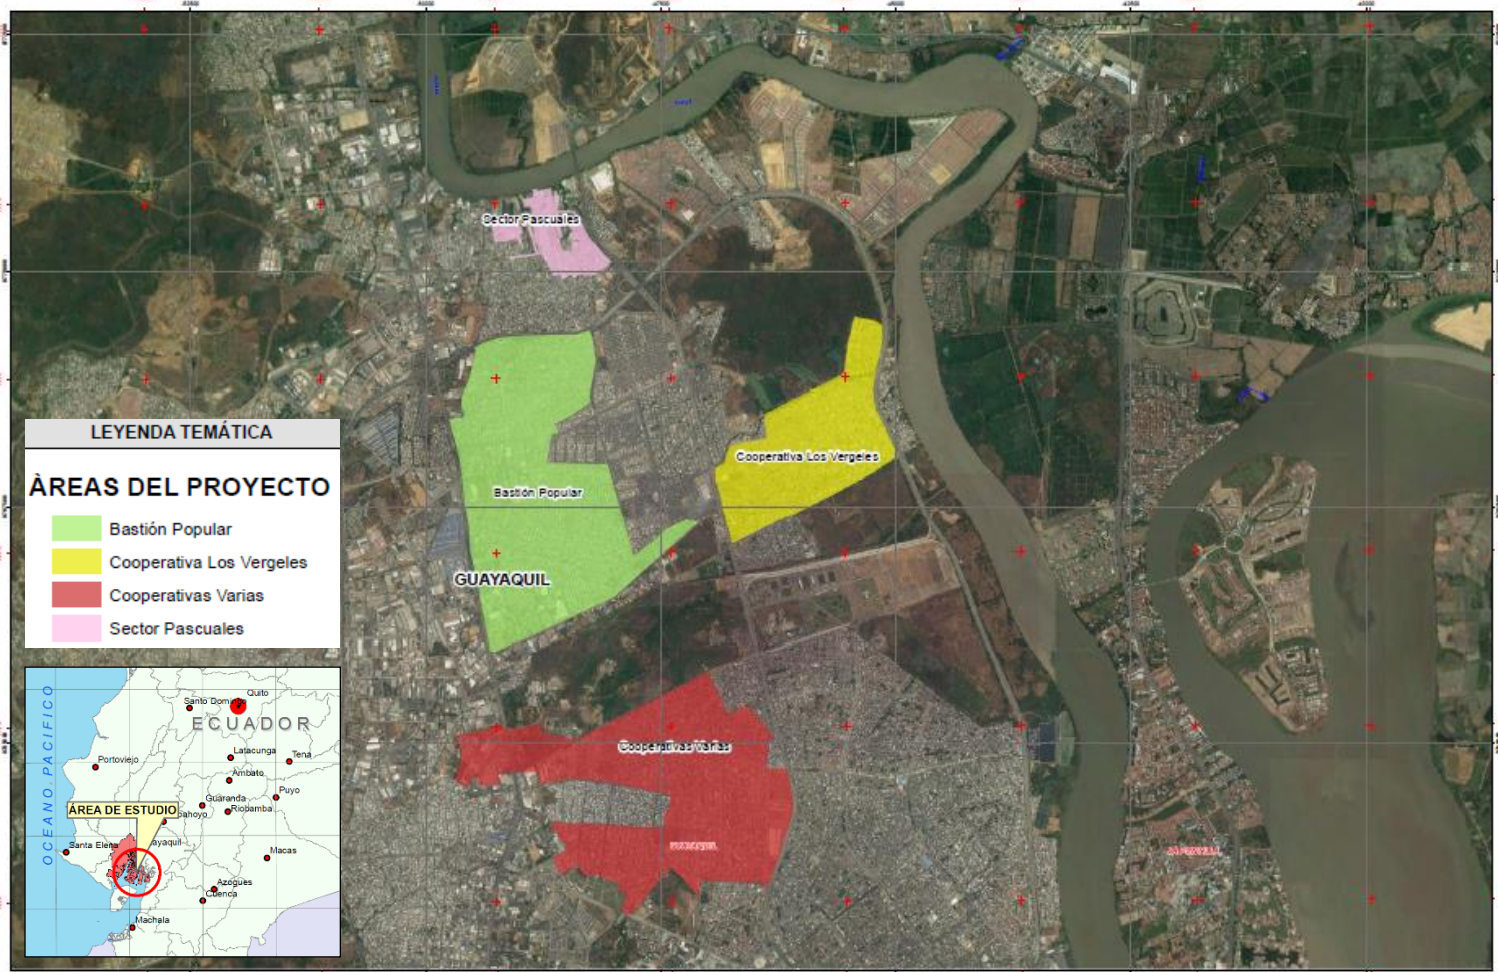 Sector Pascuales
Cooperativa Los Vergeles
Bastión Popular
GUAYAQUIL
Cooperativas Varias
LEYENDA TEMÁTICA
ÀREAS DEL PROYECTO
Bastión Popular
Cooperativa Los Vergeles
Cooperativas Varias
Sector Pascuales
OCEANO PACIFICO
ECUADOR
Quito
Santo Domingo
Latacunga
Tena
Portoviejo
Ambato
Puyo
Guaranda
Riobamba
ÁREA DE ESTUDIO
bahoyo
Santa Elena
ayaquil
Macas
Azogues
Cuenca
Machala